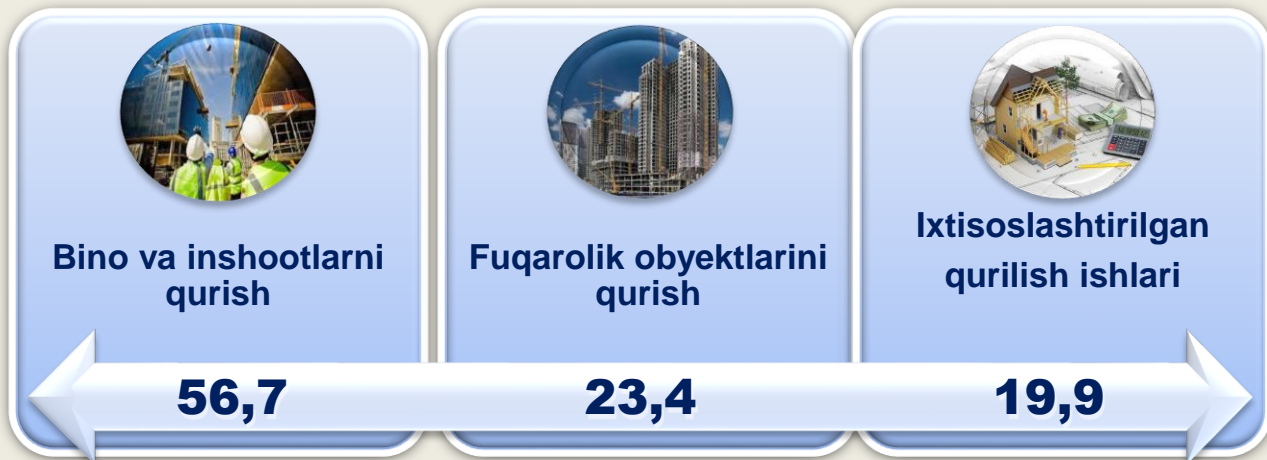 Bino va inshootlarni
qurish
56,7
Fuqarolik obyektlarini
qurish
23,4
Ixtisoslashtirilgan
qurilish ishlari
19,9